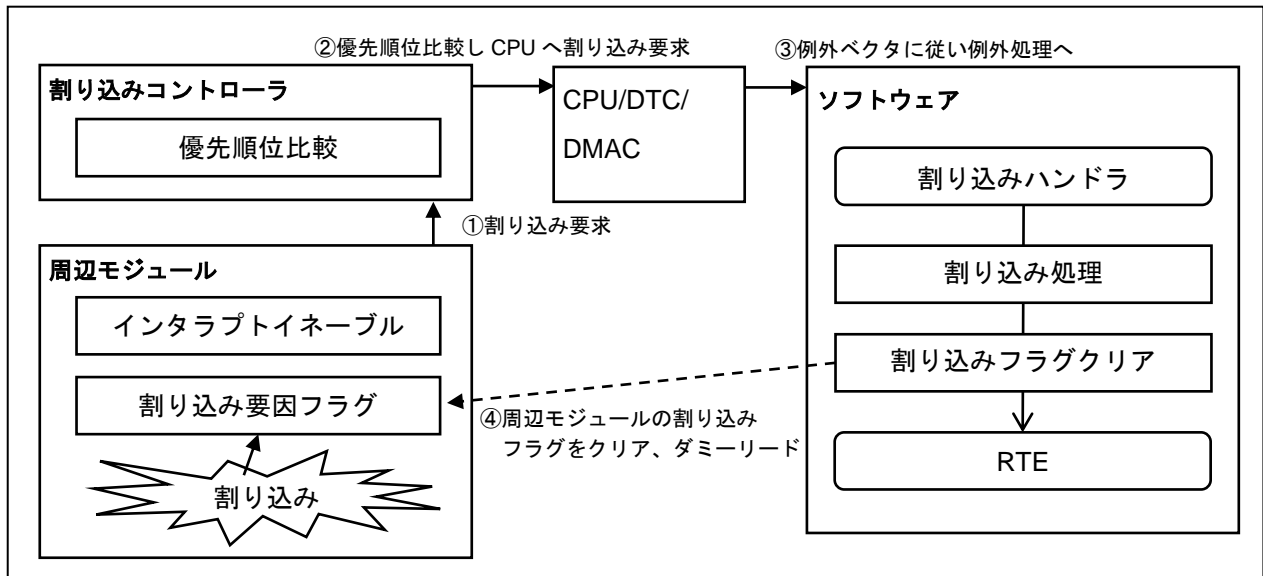 ②優先順位比較し CPU へ割り込み要求
③例外ベクタに従い例外処理へ
割り込みコントローラ
優先順位比較
CPU/DTC/
DMAC
ソフトウェア
割り込みハンドラ
①割り込み要求
周辺モジュール
インタラプトイネーブル
割り込み処理
割り込み要因フラグ
割り込みフラグクリア
④周辺モジュールの割り込み
フラグをクリア、ダミーリード
割り込み
RTE